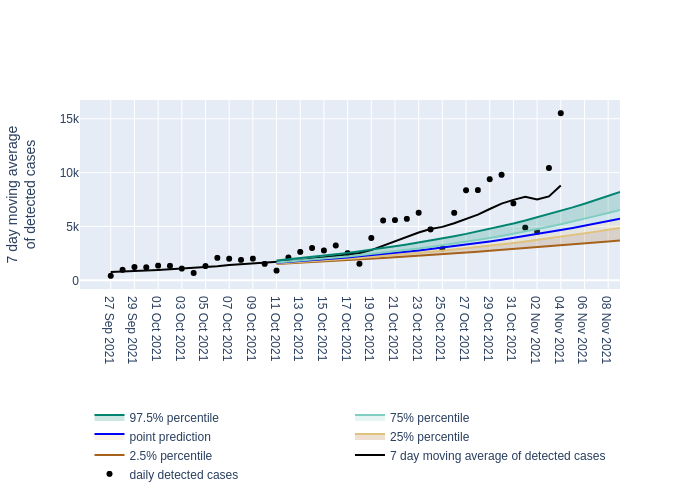 7 day moving average
of detected cases
15k
10k
5k
0
27 Sep 2021
29 Sep 2021
01 Oct 2021
03 Oct 2021
05 Oct 2021
07 Oct 2021
09 Oct 2021
11 Oct 2021
13 Oct 2021
15 Oct 2021
17 Oct 2021
19 Oct 2021
21 Oct 2021
23 Oct 2021
25 Oct 2021
27 Oct 2021
29 Oct 2021
31 Oct 2021
02 Nov 2021
04 Nov 2021
06 Nov 2021
08 Nov 2021
97.5% percentile
75% percentile
point prediction
25% percentile
2.5% percentile
7 day moving average of detected cases
daily detected cases